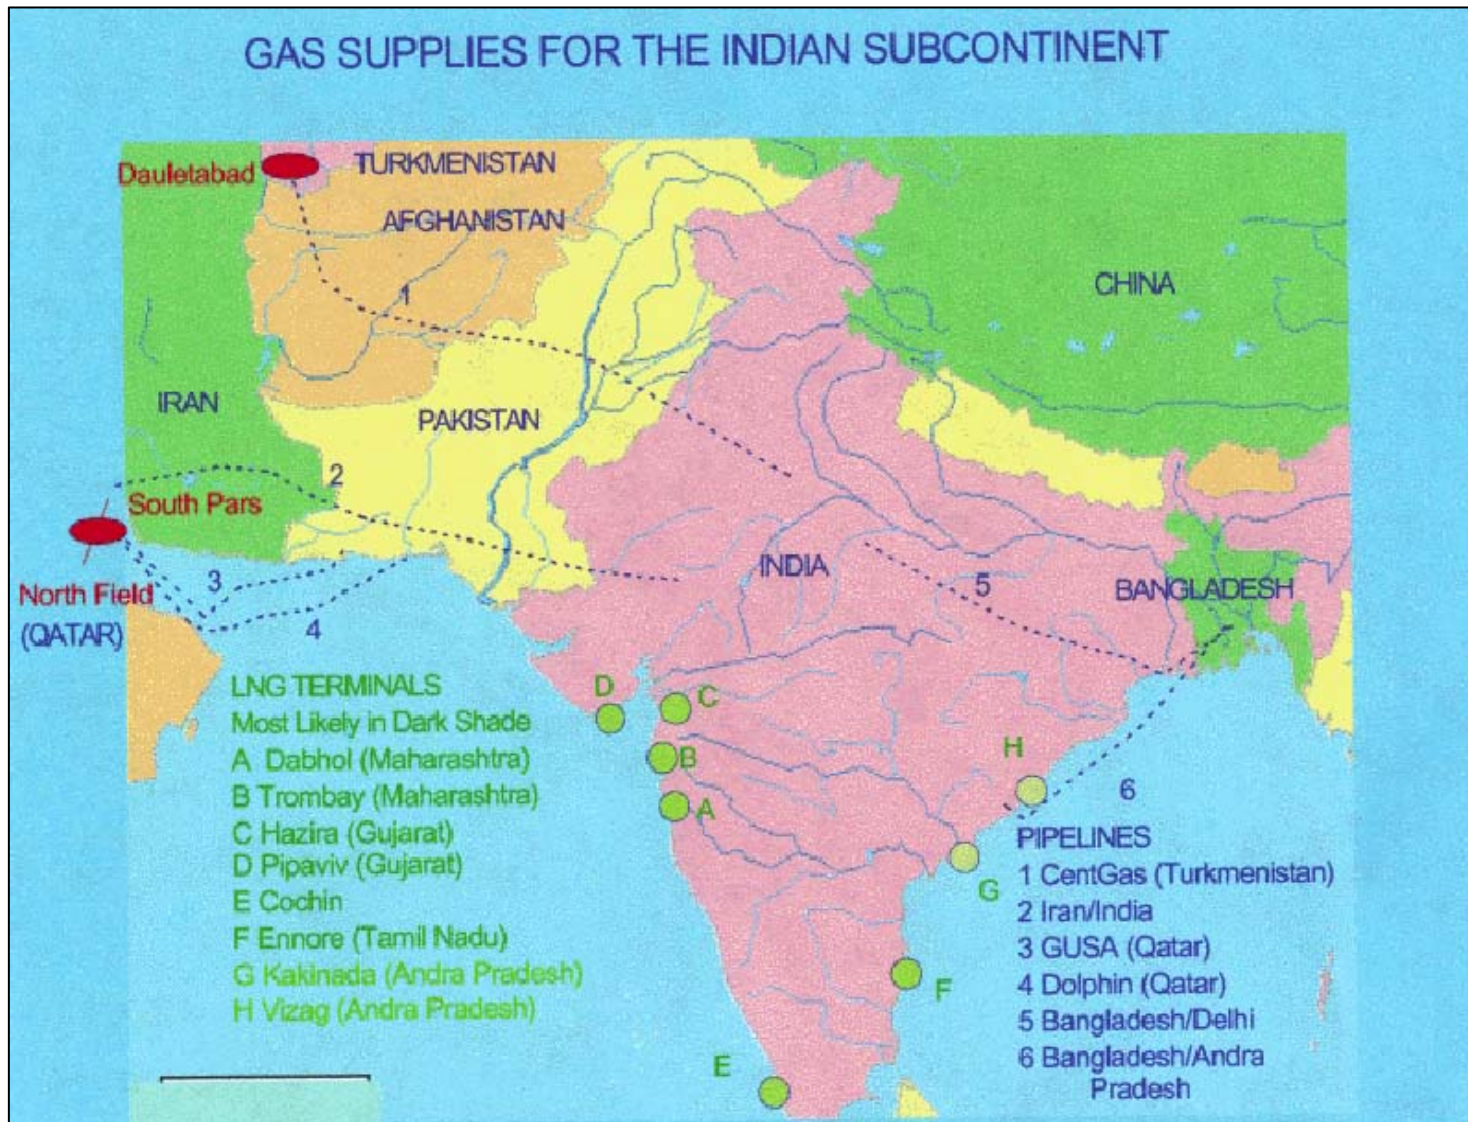 GAS SUPPLIES FOR THE INDIAN SUBCONTINENT
Dauletabad
TURKMENISTAN
AFGHANISTAN
CHINA
1
IRAN
PAKISTAN
2
South Pars
INDIA
3
5
BANGLADESH
North Field
(QATAR)
4
LNG TERMINALS
Most Likely in Dark Shade
A Dabhol (Maharashtra)
B Trombay (Maharashtra)
C Hazira (Gujarat)
D Pipaviv (Gujarat)
E Cochin
F Ennore (Tamil Nadu)
G Kakinada (Andra Pradesh)
H Vizag (Andra Pradesh)
D
C
B
A
H
G
F
E
6
PIPELINES
1 CentGas (Turkmenistan)
2 Iran/India
3 GUSA (Qatar)
4 Dolphin (Qatar)
5 Bangladesh/Delhi
6 Bangladesh/Andra
Pradesh